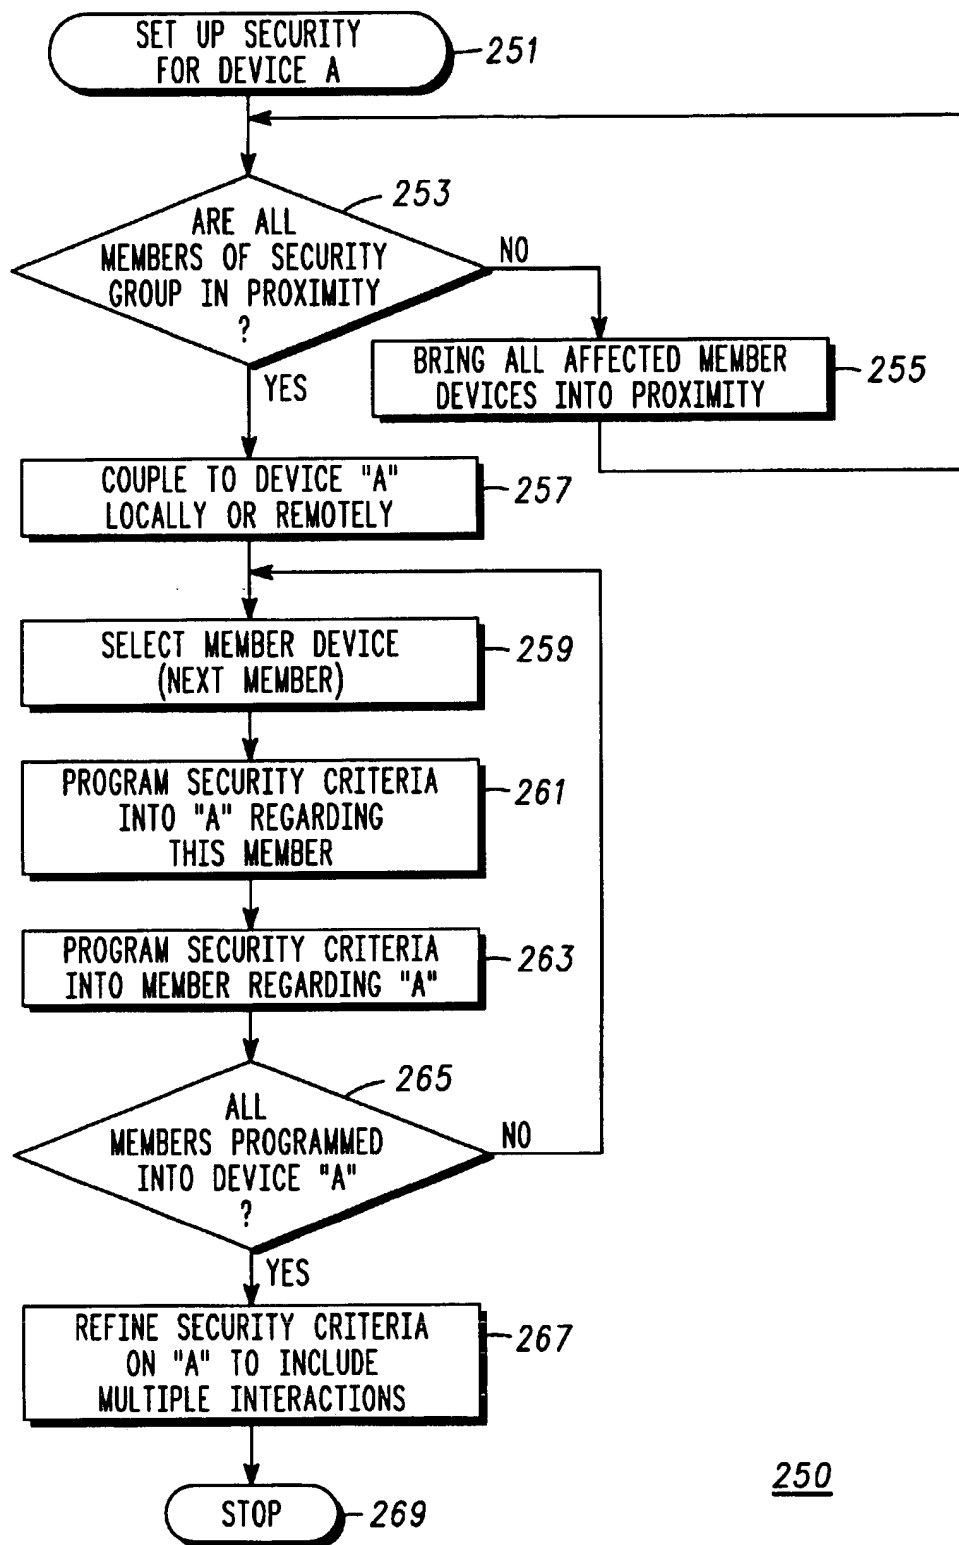 SET UP SECURITY
FOR DEVICE A
251
253
ARE ALL
MEMBERS OF SECURITY
GROUP IN PROXIMITY
?
NO
YES
BRING ALL AFFECTED MEMBER
DEVICES INTO PROXIMITY
255
COUPLE TO DEVICE "A"
LOCALLY OR REMOTELY
257
SELECT MEMBER DEVICE
(NEXT MEMBER)
259
PROGRAM SECURITY CRITERIA
INTO "A" REGARDING
THIS MEMBER
261
PROGRAM SECURITY CRITERIA
INTO MEMBER REGARDING "A"
263
265
ALL
MEMBERS PROGRAMMED
INTO DEVICE "A"
?
NO
YES
REFINE SECURITY CRITERIA
ON "A" TO INCLUDE
MULTIPLE INTERACTIONS
267
STOP
269
250